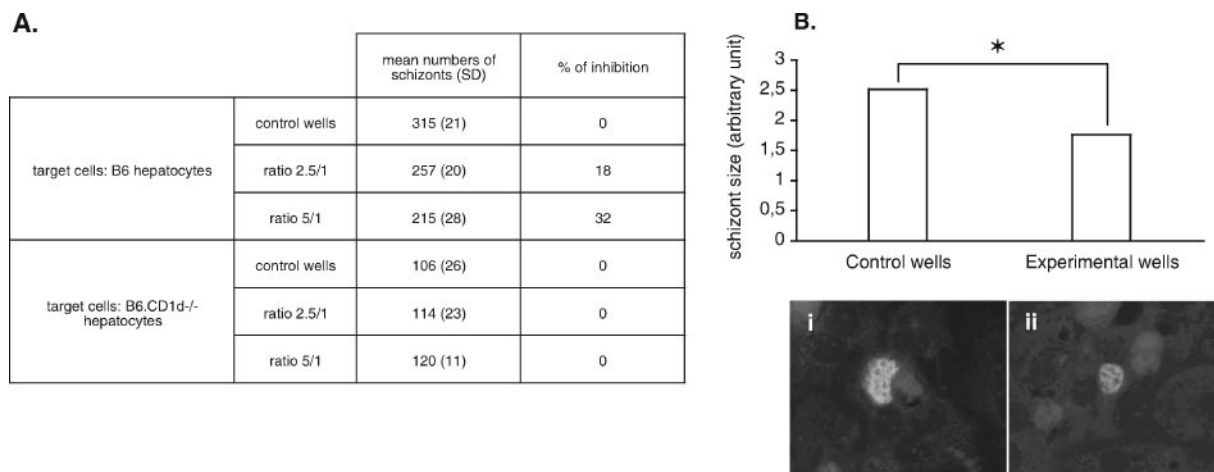 A.
mean numbers of
schizonts (SD)
% of inhibition
target cells: B6 hepatocytes
control wells
315 (21)
0
ratio 2.5/1
257 (20)
18
ratio 5/1
215 (28)
32
target cells: B6.CD1d-/-
hepatocytes
control wells
106 (26)
0
ratio 2.5/1
114 (23)
0
ratio 5/1
120 (11)
0
B.
schizont size (arbitrary unit)
3
2,5
2
1,5
1
0,5
0
*
Control wells
Experimental wells
i
ii